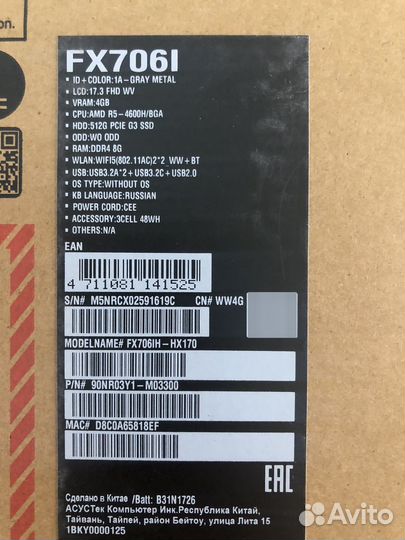 tion.
FX706I
▪ ID+COLOR:1A-GRAY METAL
▪ LCD:17.3 FHD WV
▪ VRAM:4GB
▪ CPU:AMD R5-4600H/BGA
▪ HDD:512G PCIE G3 SSD
▪ ODD:WO ODD
▪ RAM:DDR4 8G
▪ WLAN:WIFI5(802.11AC)2*2 WW+BT
▪ USB:USB3.2A*2+USB3.2C+USB2.0
▪ OS TYPE:WITHOUT OS
▪ KB LANGUAGE:RUSSIAN
▪ POWER CORD:CEE
▪ ACCESSORY:3CELL 48WH
▪ OTHERS:N/A
EAN
4 711081 141525
S/N# M5NRCX02591619C CN# WW4G
MODELNAME# FX706IH-HX170
P/N# 90NR03Y1-M03300
MAC# D8C0A65818EF
EAC
Сделано в Китае /Batt: B31N1726
АСУСТек Компьютер Инк.Республика Китай,
Тайвань, Тайпей, район Бейтоу, улица Лите 15
1BKY0000125
Avito